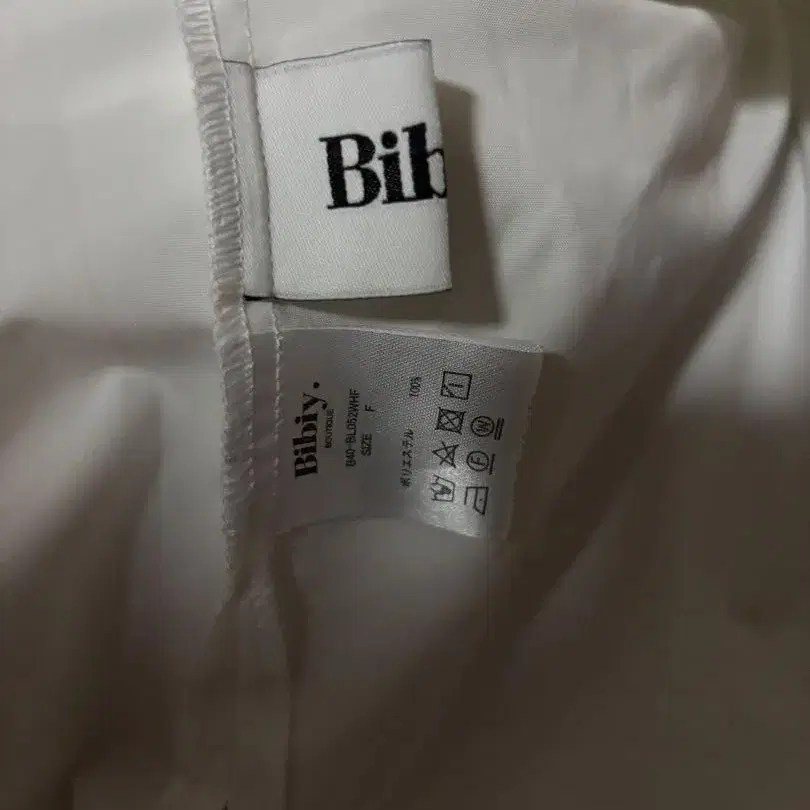 Bib
Bibiy.
BOUTIQUE
B40-BL052WHF
SIZE F
ポリエステル 100%
W
F